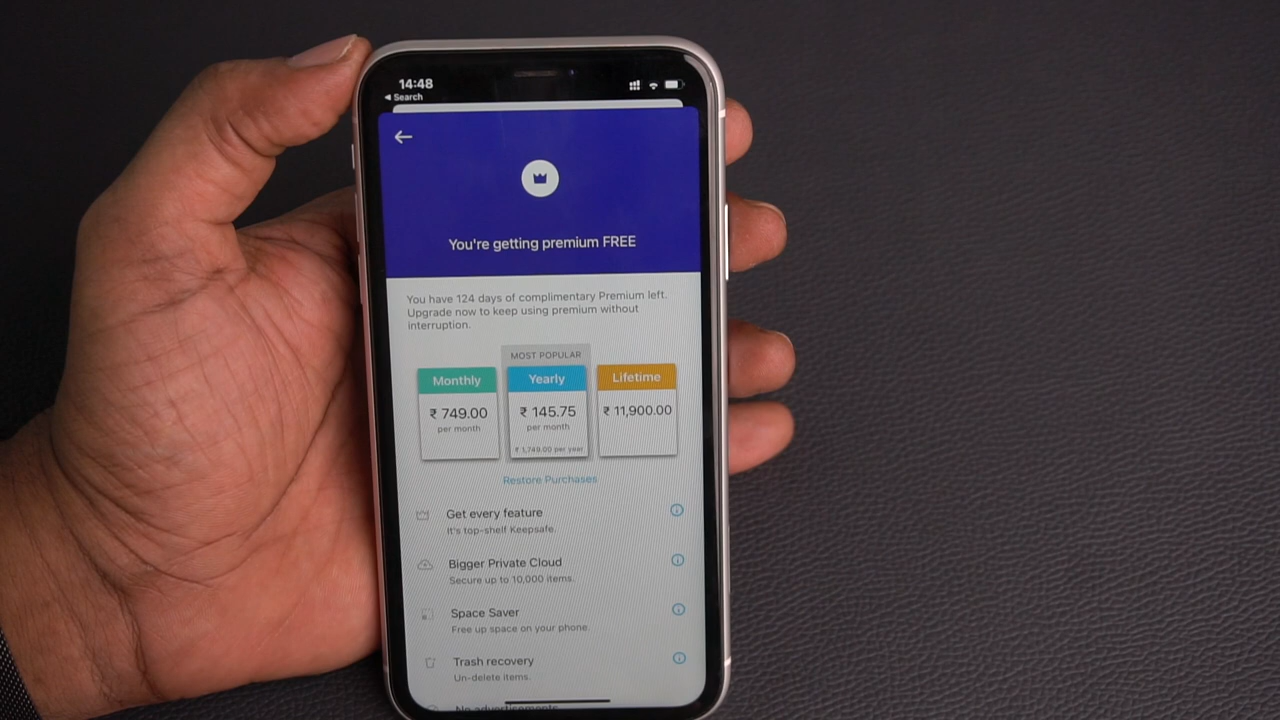 14:48
Search
You're getting premium FREE
You have 124 days of complimentary Premium left.
Upgrade now to keep using premium without
interruption.
MOST POPULAR
Monthly
Yearly
Lifetime
₹ 749.00
₹ 145.75
₹ 11,900.00
per month
per month
₹ 1,749.00 per year
Restore Purchases
Get every feature
It's top-shelf Keepsafe.
Bigger Private Cloud
Secure up to 10,000 items.
Space Saver
Free up space on your phone.
Trash recovery
Un-delete items.
No advertisements